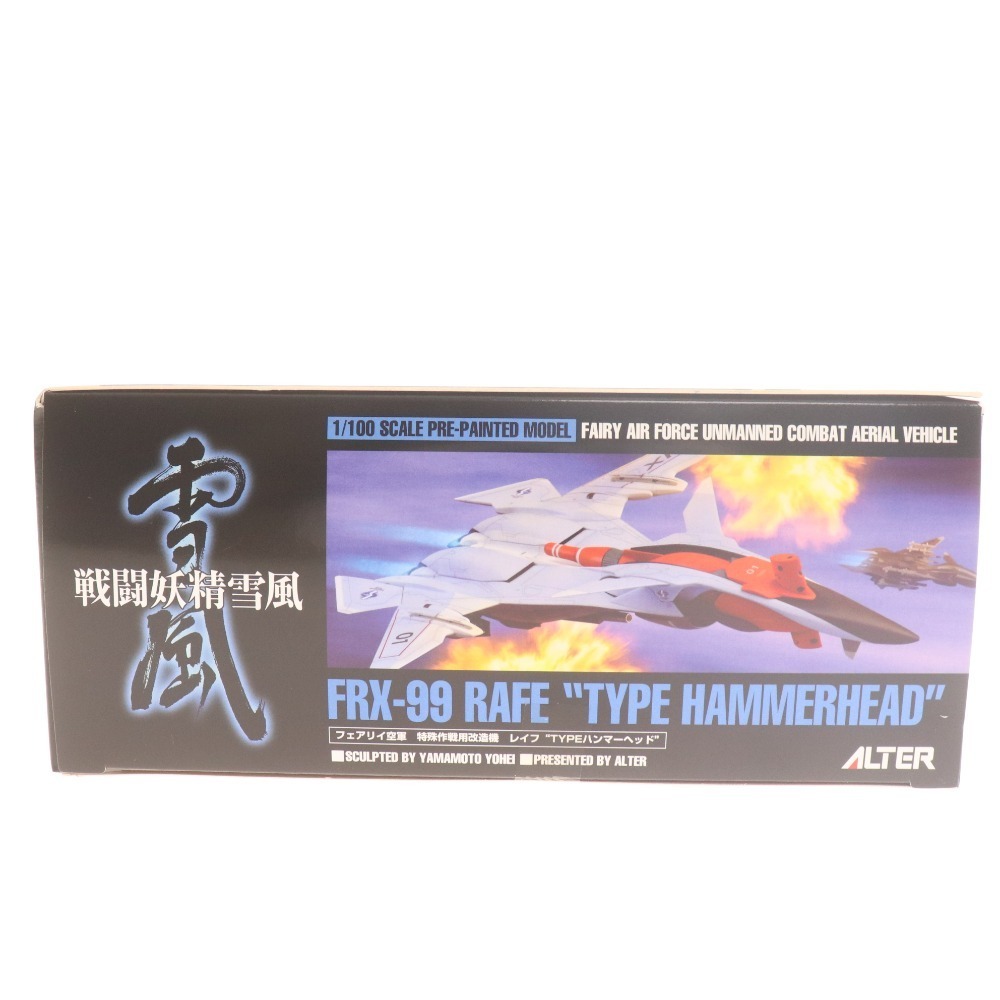 雪風
戦闘妖精雪風
1/100 SCALE PRE-PAINTED MODEL FAIRY AIR FORCE UNMANNED COMBAT AERIAL VEHICLE
X
01
01
FRX-99 RAFE "TYPE HAMMERHEAD"
フェアリイ空軍 特殊作戦用改造機 レイフ "TYPEハンマーヘッド"
■SCULPTED BY YAMAMOTO YOHEI ■PRESENTED BY ALTER
ALTER